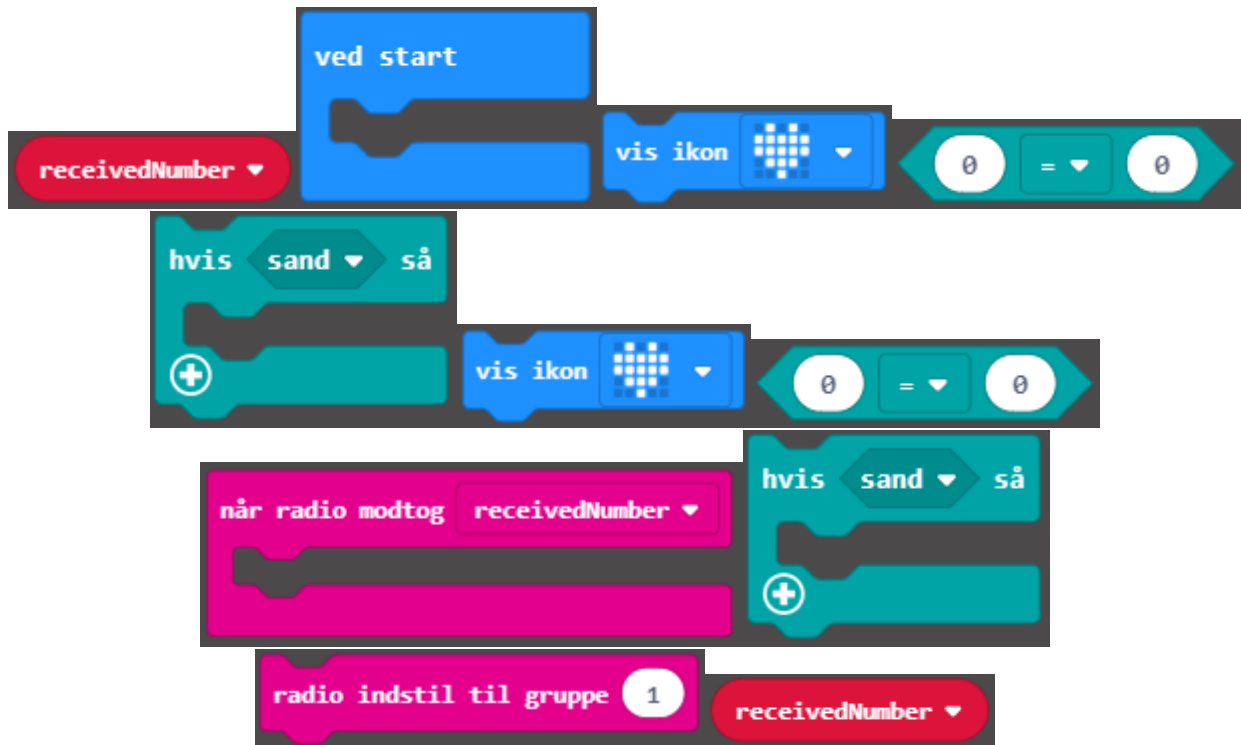 receivedNumber
ved start
vis ikon
0 = 0
hvis sand så
vis ikon
0 = 0
når radio modtog receivedNumber
hvis sand så
radio indstil til gruppe 1
receivedNumber